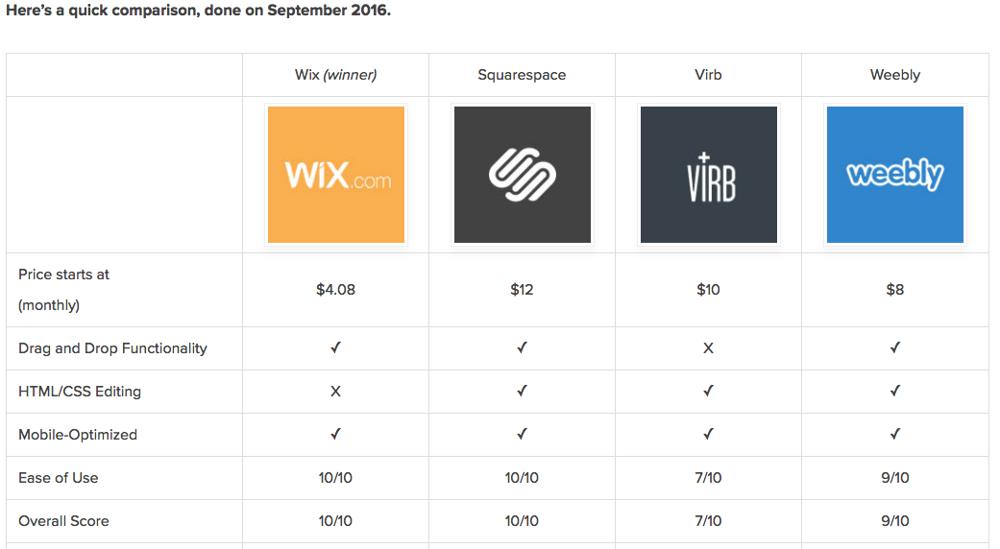 Here's a quick comparison, done on September 2016.
Wix (winner) Squarespace Virb Weebly
WiX.com VIRB weebly
Price starts at
(monthly) $4.08 $12 $10 $8
Drag and Drop Functionality ✓ ✓ X ✓
HTML/CSS Editing X ✓ ✓ ✓
Mobile-Optimized ✓ ✓ ✓ ✓
Ease of Use 10/10 10/10 7/10 9/10
Overall Score 10/10 10/10 7/10 9/10